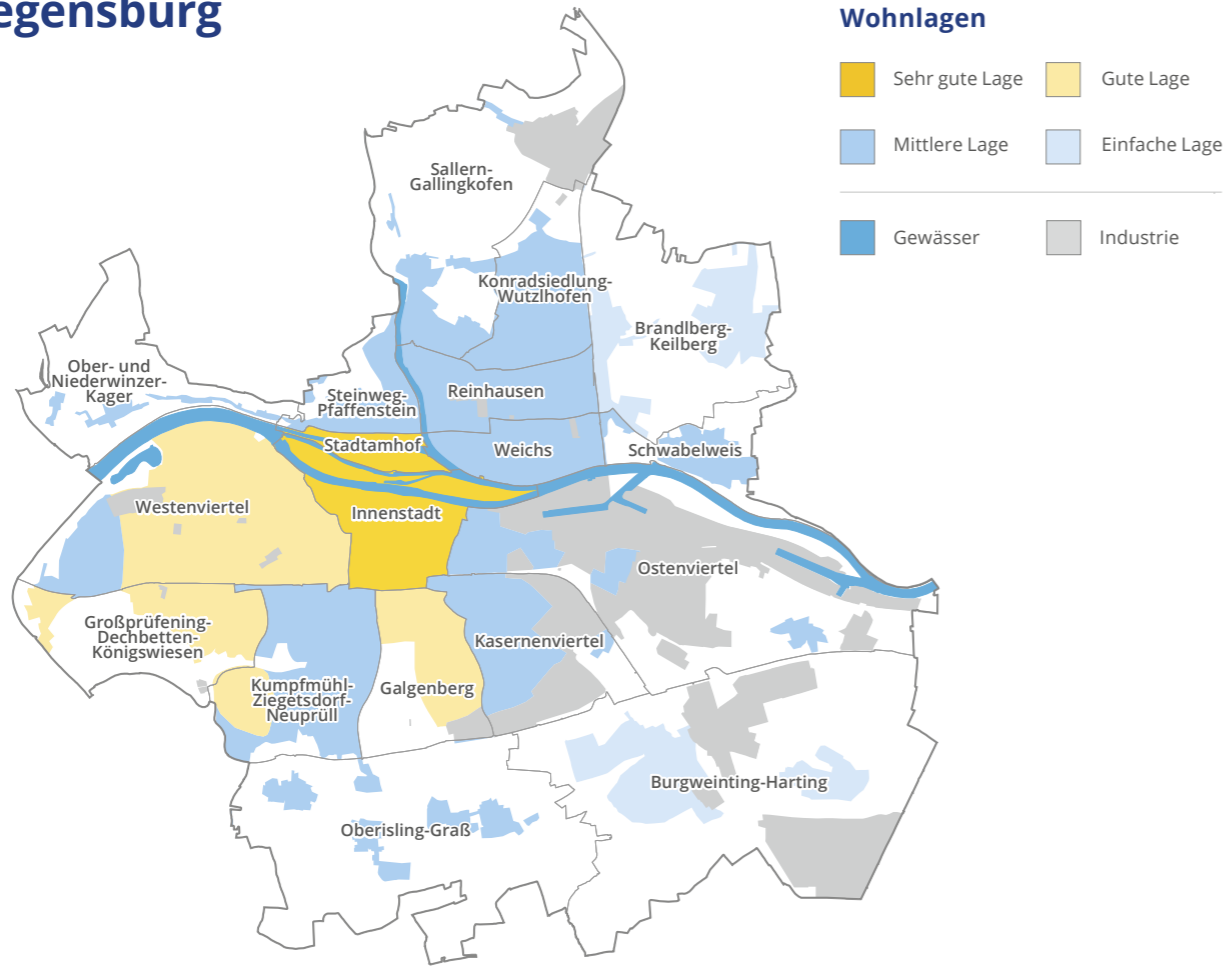 egensburg
Wohnlagen
Sehr gute Lage
Gute Lage
Mittlere Lage
Einfache Lage
Gewässer
Industrie
Sallern-
Gallingkofen
Konradsiedlung-
Wutzlhofen
Brandlberg-
Keilberg
Ober- und
Niederwinzer-
Kager
Steinweg-
Pfaffenstein
Reinhausen
Stadtamhof
Weichs
Schwabelweis
Westenviertel
Innenstadt
Ostenviertel
Großprüfening-
Dechbetten-
Königswiesen
Kasernenviertel
Kumpfmühl-
Ziegetsdorf-
Neuprüll
Galgenberg
Burgweinting-Harting
Oberisling-Graß